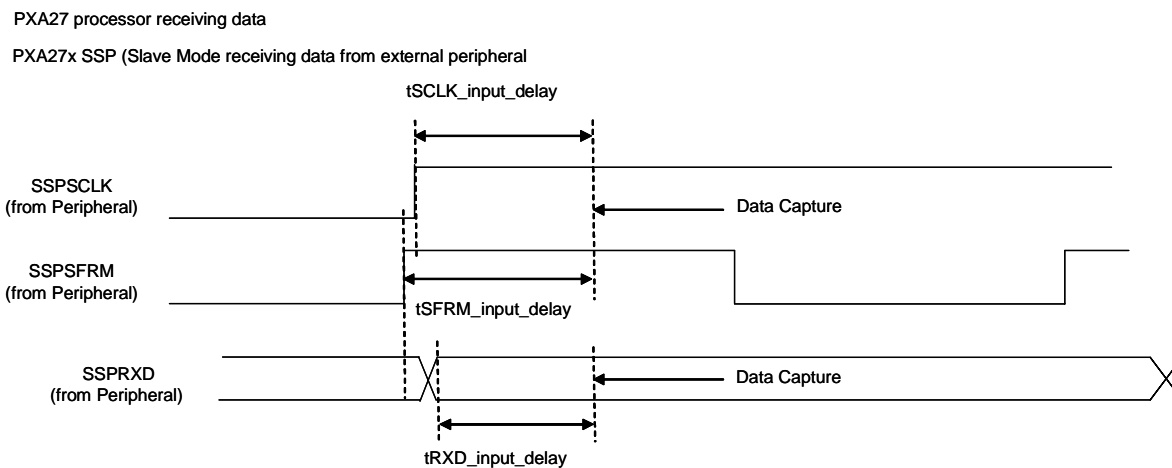 PXA27 processor receiving data
PXA27x SSP (Slave Mode receiving data from external peripheral
tSCLK_input_delay
SSPSCLK
(from Peripheral)
Data Capture
SSPSFRM
(from Peripheral)
tSFRM_input_delay
SSPRXD
(from Peripheral)
Data Capture
tRXD_input_delay